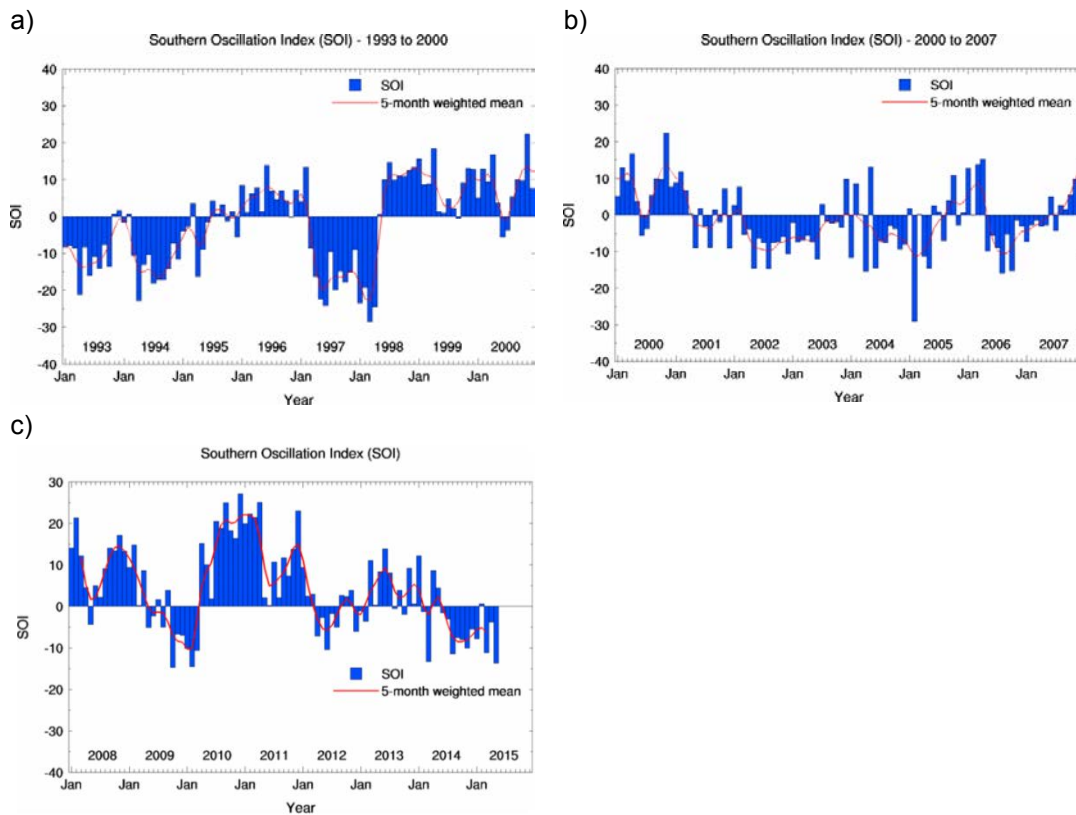 a)
Southern Oscillation Index (SOI) - 1993 to 2000
40
30
20
10
0
-10
-20
-30
-40
SOI
SOI
5-month weighted mean
1993 1994 1995 1996 1997 1998 1999 2000
Jan Jan Jan Jan Jan Jan Jan Jan
Year
b)
Southern Oscillation Index (SOI) - 2000 to 2007
40
30
20
10
0
-10
-20
-30
-40
SOI
SOI
5-month weighted mean
2000 2001 2002 2003 2004 2005 2006 2007
Jan Jan Jan Jan Jan Jan Jan Jan
Year
c)
Southern Oscillation Index (SOI)
30
20
10
0
-10
-20
-30
-40
SOI
SOI
5-month weighted mean
2008 2009 2010 2011 2012 2013 2014 2015
Jan Jan Jan Jan Jan Jan Jan Jan
Year